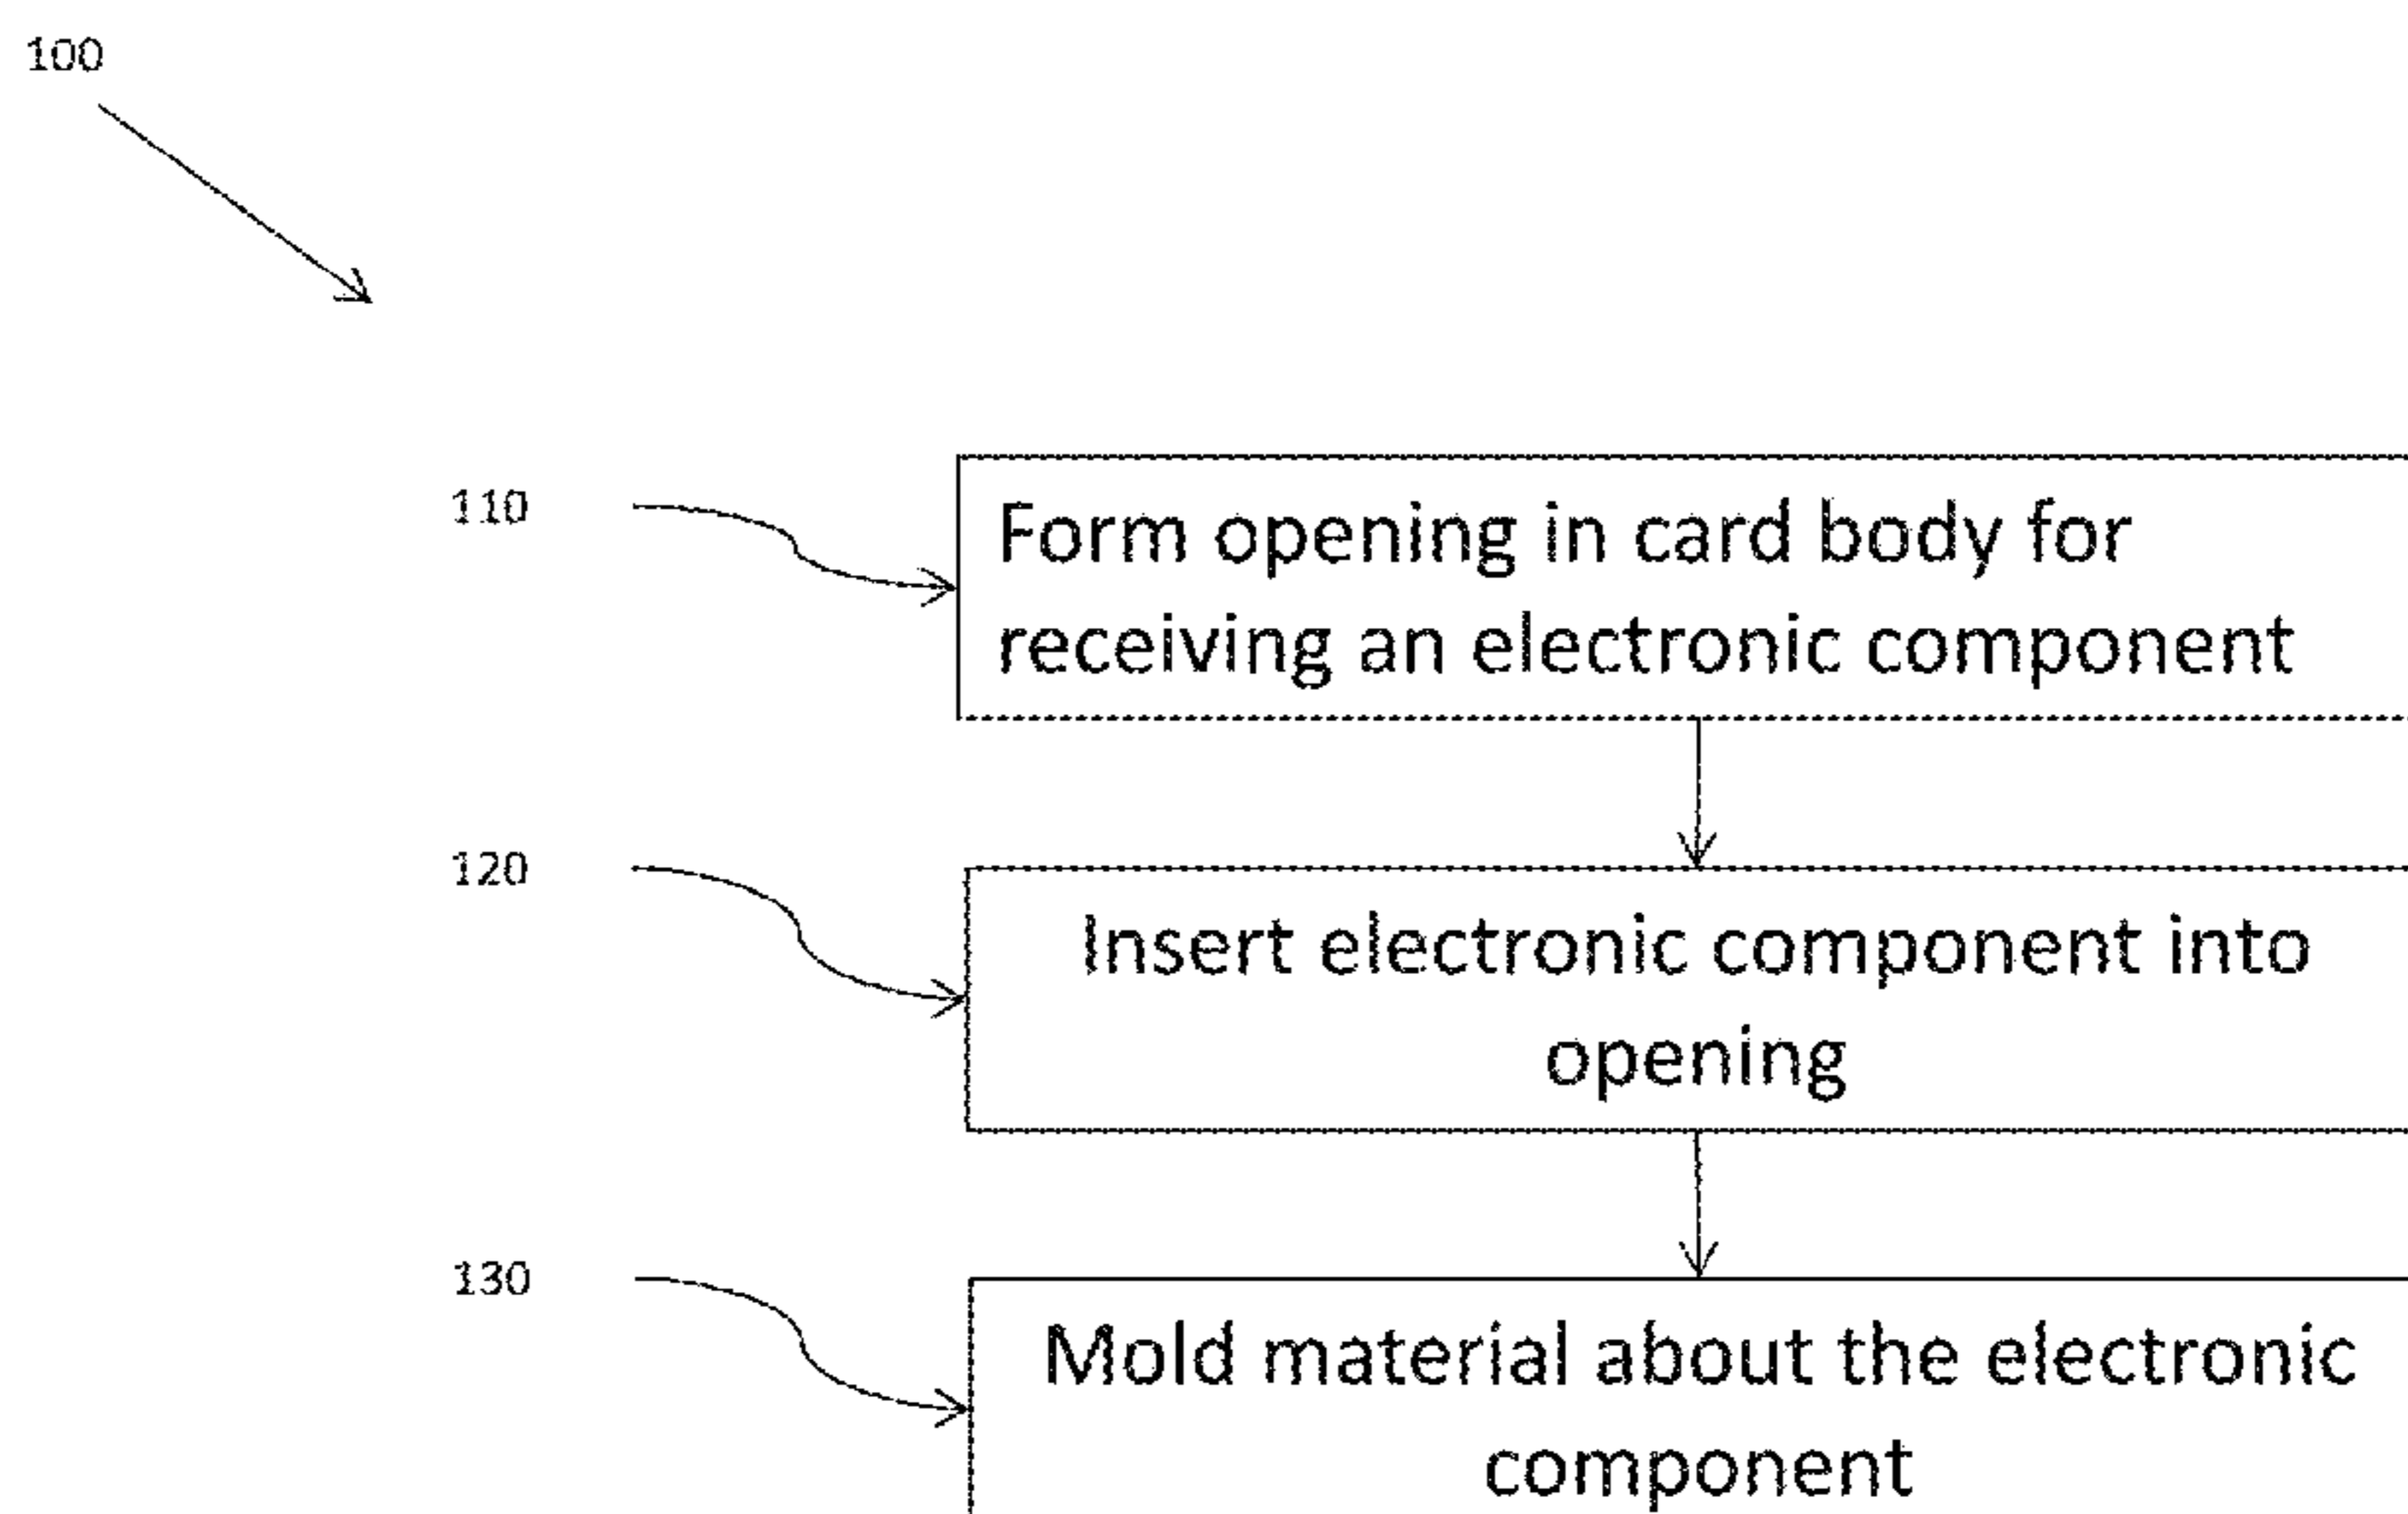 100
110
Form opening in card body for
receiving an electronic component
120
Insert electronic component into
opening
130
Mold material about the electronic
component